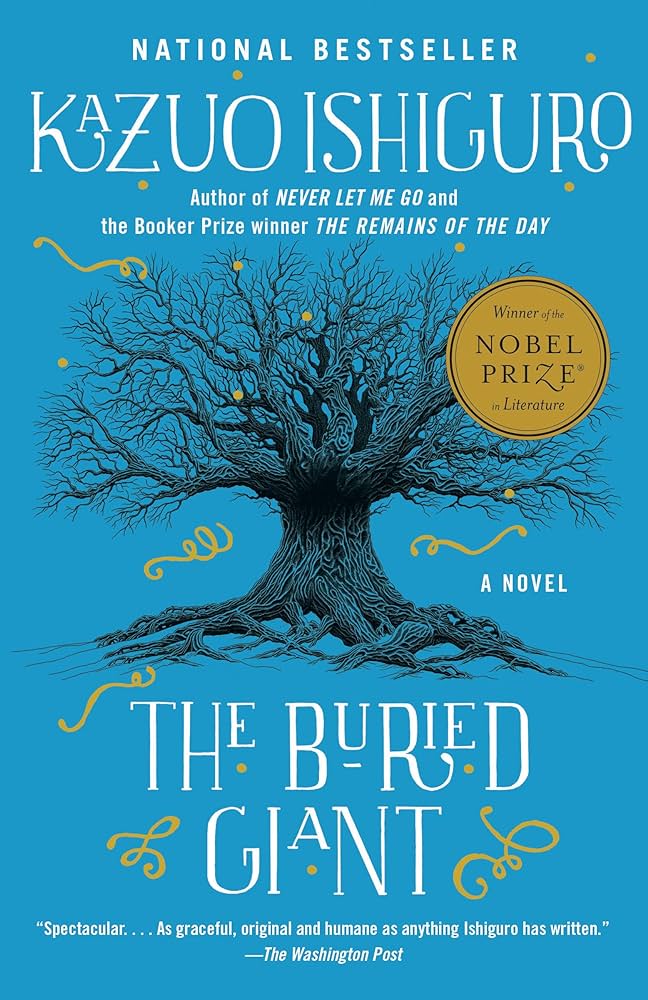 NATIONAL BESTSELLER
KAZUO ISHIGURO
Author of NEVER LET ME GO and
the Booker Prize winner THE REMAINS OF THE DAY
Winner of the
NOBEL
PRIZE®
in Literature
A NOVEL
THE BURIED
GIANT
“Spectacular. . . . As graceful, original and humane as anything Ishiguro has written.”
—The Washington Post